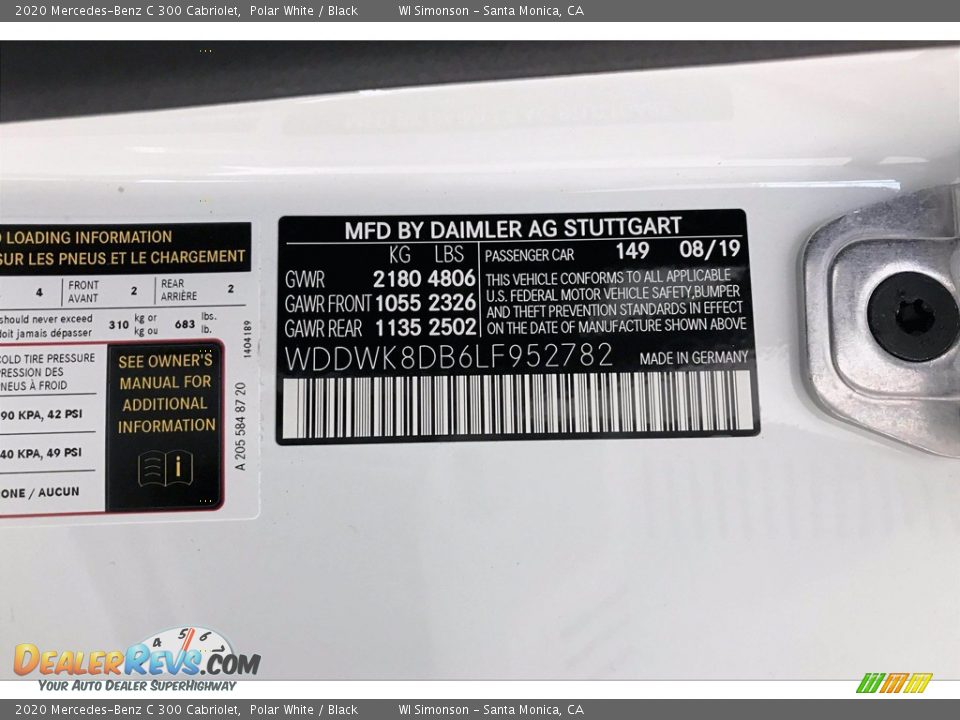 2020 Mercedes-Benz C 300 Cabriolet, Polar White / Black WI Simonson - Santa Monica, CA
LOADING INFORMATION
SUR LES PNEUS ET LE CHARGEMENT
4 FRONT AVANT 2 REAR ARRIÈRE 2
should never exceed
doit jamais dépasser
310 kg or kg ou 683 lbs. lb.
COLD TIRE PRESSURE
PRESSION DES
PNEUS À FROID
90 KPA, 42 PSI
40 KPA, 49 PSI
NONE / AUCUN
SEE OWNER'S
MANUAL FOR
ADDITIONAL
INFORMATION
i
1404189
A 205 584 87 20
MFD BY DAIMLER AG STUTTGART
KG LBS
GWR 2180 4806
GAWR FRONT 1055 2326
GAWR REAR 1135 2502
PASSENGER CAR 149 08/19
THIS VEHICLE CONFORMS TO ALL APPLICABLE
U.S. FEDERAL MOTOR VEHICLE SAFETY,BUMPER
AND THEFT PREVENTION STANDARDS IN EFFECT
ON THE DATE OF MANUFACTURE SHOWN ABOVE
WDDWK8DB6LF952782 MADE IN GERMANY
4 5 6 7
DEALERREVS.COM
YOUR AUTO DEALER SUPERHIGHWAY
2020 Mercedes-Benz C 300 Cabriolet, Polar White / Black WI Simonson - Santa Monica, CA